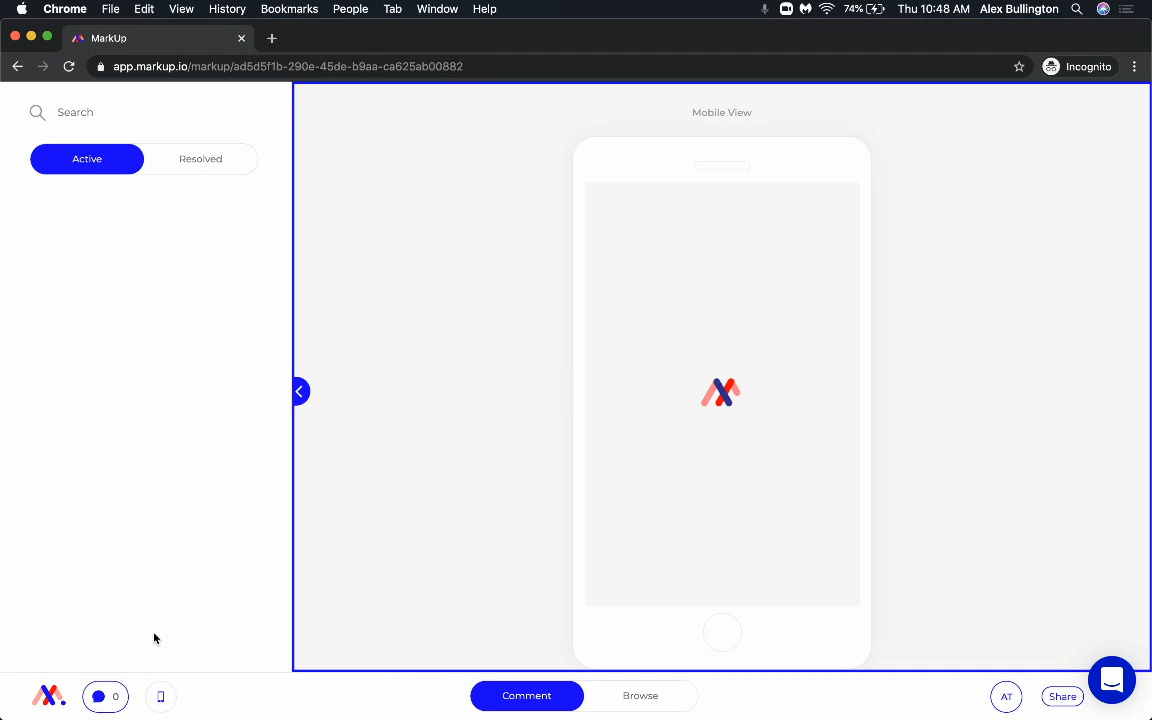 Chrome File Edit View History Bookmarks People Tab Window Help 74% Thu 10:48 AM Alex Bullington
MarkUp
app.markup.io/markup/ad5d5f1b-290e-45de-b9aa-ca625ab00882 Incognito
Search
Mobile View
Active Resolved
0 Comment Browse AT Share